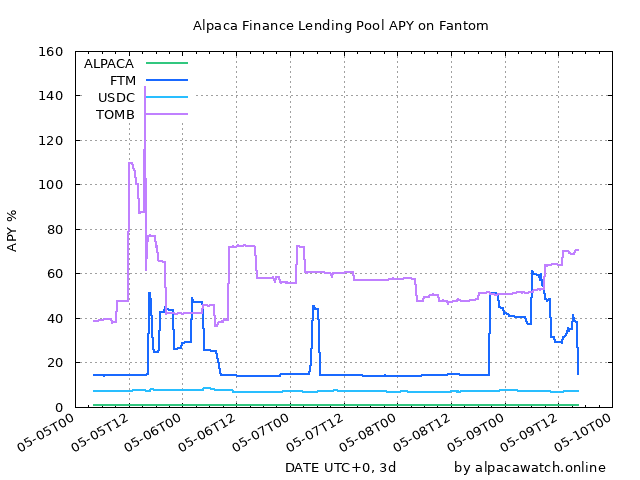 Alpaca Finance Lending Pool APY on Fantom
APY %
160
140
120
100
80
60
40
20
0
ALPACA
FTM
USDC
TOMB
05-05T00
05-05T12
05-06T00
05-06T12
05-07T00
05-07T12
05-08T00
05-08T12
05-09T00
05-09T12
05-10T00
DATE UTC+0, 3d
by alpacawatch.online